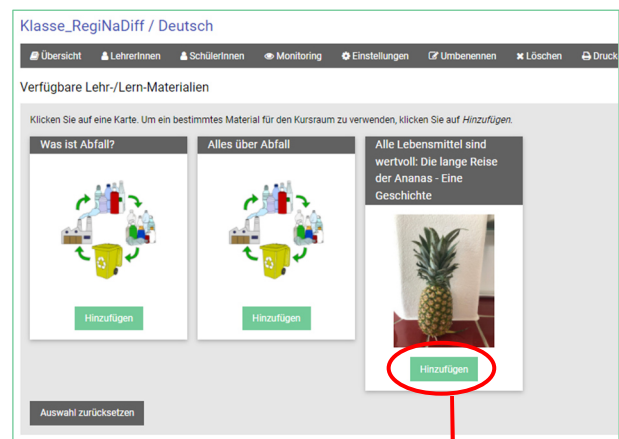 Klasse_RegiNaDiff / Deutsch
Übersicht LehrerInnen SchülerInnen Monitoring Einstellungen Umbenennen Löschen Druck
Verfügbare Lehr-/Lern-Materialien
Klicken Sie auf eine Karte. Um ein bestimmtes Material für den Kursraum zu verwenden, klicken Sie auf Hinzufügen.
Was ist Abfall?
Hinzufügen
Alles über Abfall
Hinzufügen
Alle Lebensmittel sind
wertvoll: Die lange Reise
der Ananas - Eine
Geschichte
Hinzufügen
Auswahl zurücksetzen